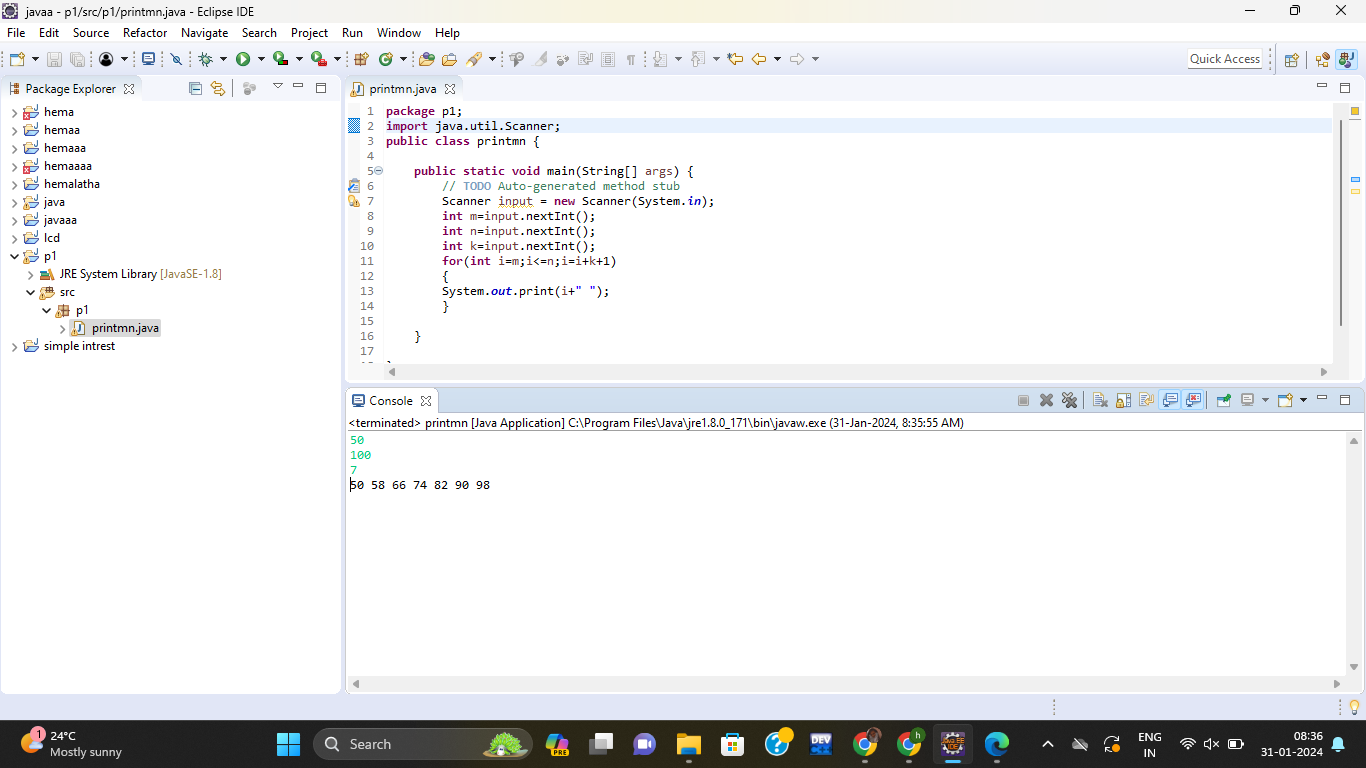 javaa - p1/src/p1/printmn.java - Eclipse IDE
File Edit Source Refactor Navigate Search Project Run Window Help
Quick Access
Package Explorer
hema
hemaa
hemaaa
hemaaaa
hemalatha
java
javaaa
lcd
p1
JRE System Library [JavaSE-1.8]
src
p1
printmn.java
simple intrest
printmn.java
1 package p1;
2 import java.util.Scanner;
3 public class printmn {
4
5 public static void main(String[] args) {
6 // TODO Auto-generated method stub
7 Scanner input = new Scanner(System.in);
8 int m=input.nextInt();
9 int n=input.nextInt();
10 int k=input.nextInt();
11 for(int i=m;i<=n;i=i+k+1)
12 {
13 System.out.print(i+" ");
14 }
15
16 }
17
Console
<terminated> printmn [Java Application] C:\Program Files\Java\jre1.8.0_171\bin\javaw.exe (31-Jan-2024, 8:35:55 AM)
50
100
7
50 58 66 74 82 90 98
1
24°C
Mostly sunny
Search
PRE
DEV
C++
h
JAVA EE
IDE
ENG
IN
08:36
31-01-2024